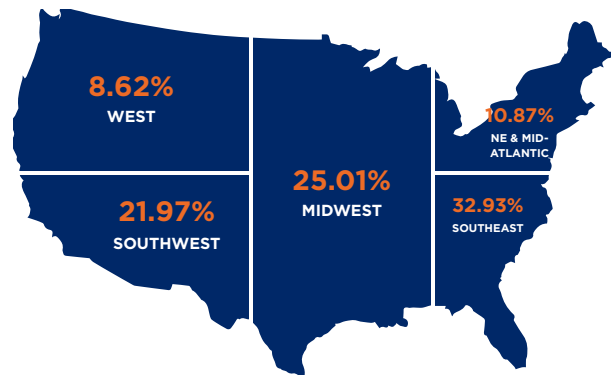 8.62%
WEST
10.87%
NE & MID-
ATLANTIC
25.01%
MIDWEST
21.97%
SOUTHWEST
32.93%
SOUTHEAST